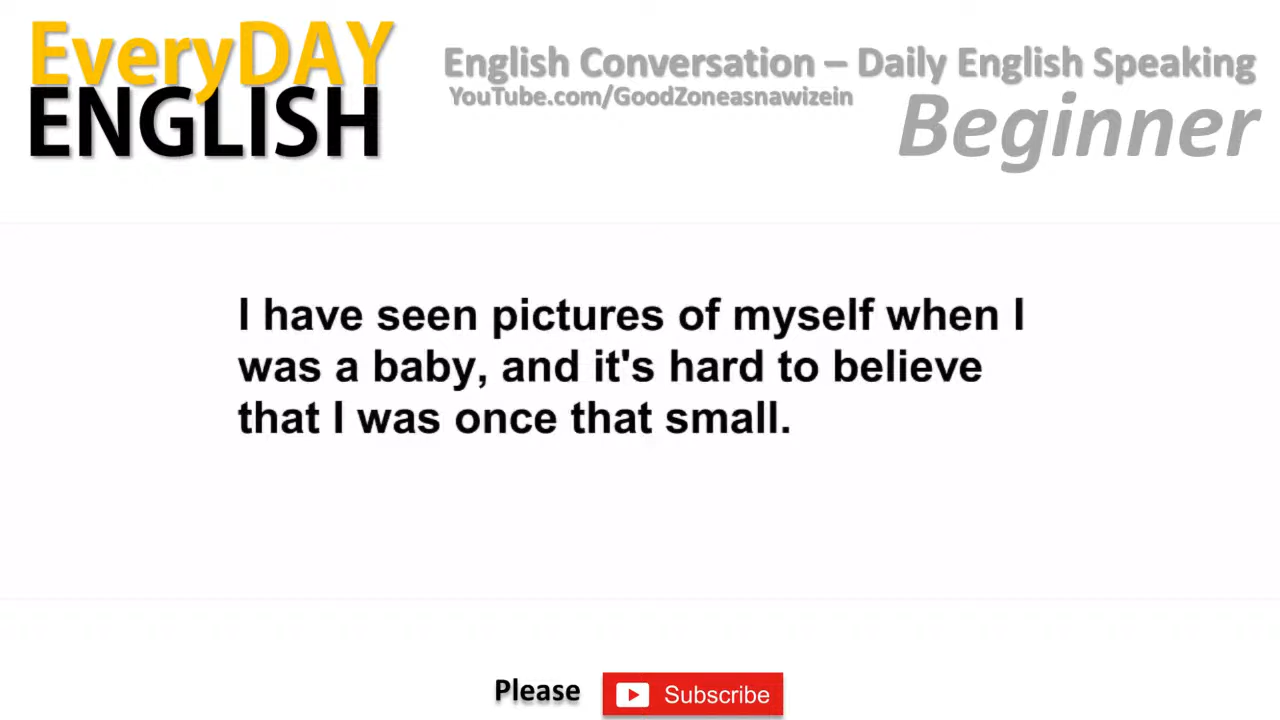 EveryDAY
ENGLISH
English Conversation – Daily English Speaking
YouTube.com/GoodZoneasnawizein
Beginner
I have seen pictures of myself when I
was a baby, and it's hard to believe
that I was once that small.
Please Subscribe